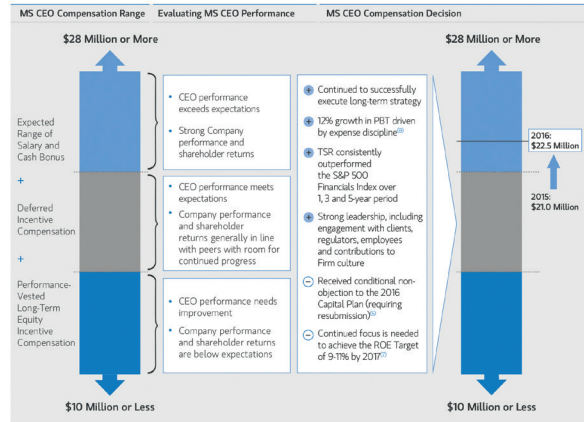 MS CEO Compensation Range
Evaluating MS CEO Performance
MS CEO Compensation Decision
$28 Million or More
Expected
Range of
Salary and
Cash Bonus
+
Deferred Incentive
Compensation
+
Performance-
Vested
Long-Term
Equity
Incentive
Compensation
$10 Million or Less
• CEO performance
exceeds expectations
• Strong Company
performance and
shareholder returns
• CEO performance meets
expectations
• Company performance
and shareholder
returns generally in line
with peers with room for
continued progress
• CEO performance needs
improvement
• Company performance
and shareholder returns
are below expectations
+ Continued to successfully
execute long-term strategy
+ 12% growth in PBT driven
by expense discipline
+ TSR consistently
outperformed
the S&P 500
Financials Index over
1, 3 and 5-year period
+ Strong leadership, including
engagement with clients,
regulators, employees
and contributions to
Firm culture
− Received conditional non-
objection to the 2016
Capital Plan (requiring
resubmission)
− Continued focus is needed
to achieve the ROE Target
of 9-11% by 2017
$28 Million or More
2016:
$22.5 Million
2015:
$21.0 Million
$10 Million or Less